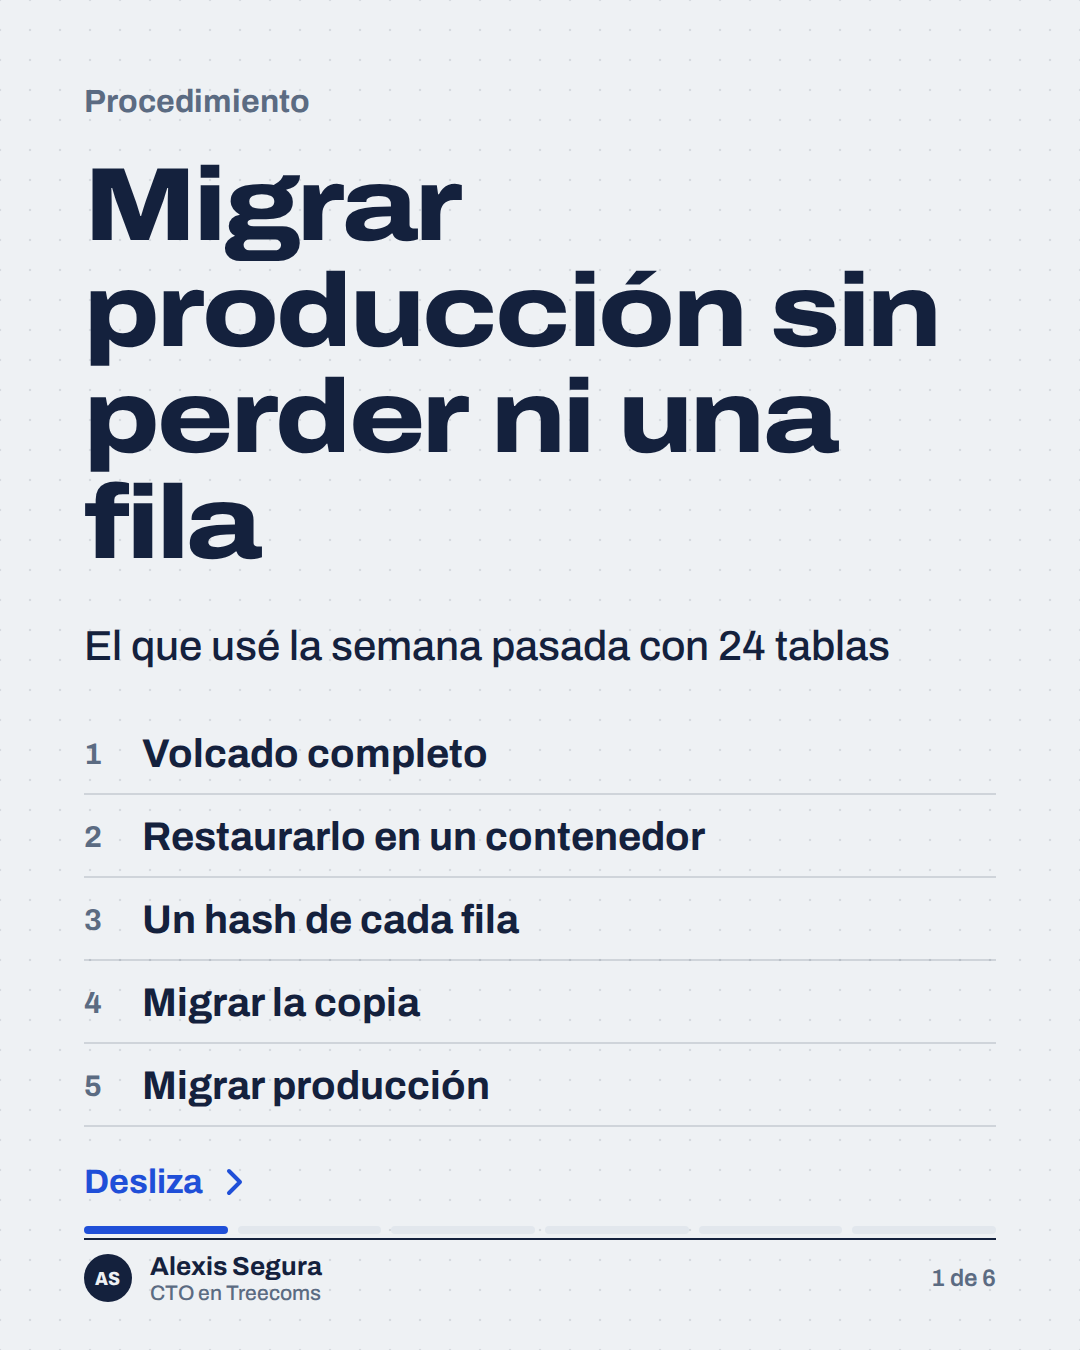 Procedimiento
Migrar
producción sin
perder ni una
fila
El que usé la semana pasada con 24 tablas
1 Volcado completo
2 Restaurarlo en un contenedor
3 Un hash de cada fila
4 Migrar la copia
5 Migrar producción
Desliza
AS
Alexis Segura
CTO en Treecoms
1 de 6